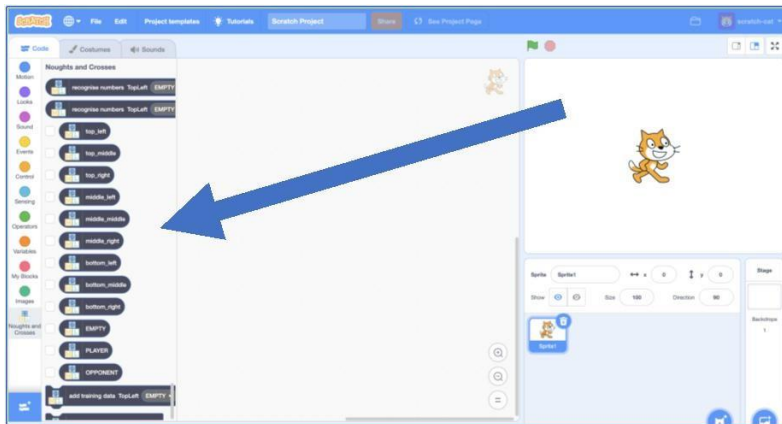 SCRATCH File Edit Project templates Tutorials Scratch Project Share See Project Page scratch-cat
Code Costumes Sounds
Motion
Looks
Sound
Events
Control
Sensing
Operators
Variables
My Blocks
Images
Noughts and
Crosses
Noughts and Crosses
recognise numbers TopLeft EMPTY
recognise numbers TopLeft EMPTY
top_left
top_middle
top_right
middle_left
middle_middle
middle_right
bottom_left
bottom_middle
bottom_right
EMPTY
PLAYER
OPPONENT
add training data TopLeft EMPTY
Sprite Sprite1 x 0 y 0
Show Size 100 Direction 90
Sprite1
Stage
Backdrops
1